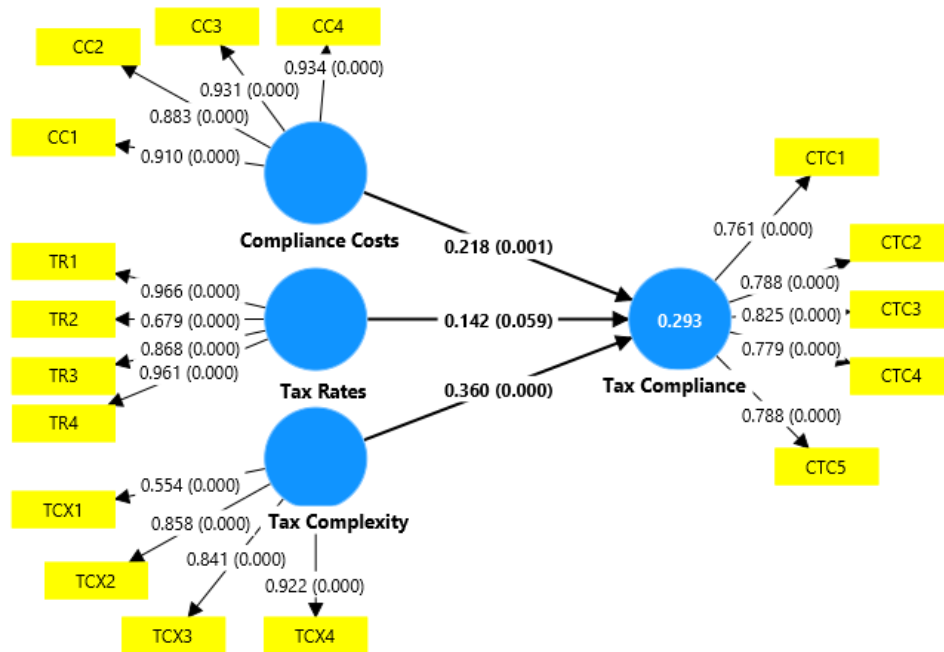 CC3
CC4
CC2
0.934 (0.000)
0.931 (0.000)
0.883 (0.000)
CC1
0.910 (0.000)
Compliance Costs
CTC1
0.761 (0.000)
CTC2
0.218 (0.001)
TR1
0.966 (0.000)
0.788 (0.000)
TR2
0.679 (0.000)
0.142 (0.059)
0.293
0.825 (0.000)
CTC3
0.868 (0.000)
0.779 (0.000)
TR3
0.961 (0.000)
Tax Rates
0.360 (0.000)
Tax Compliance
CTC4
TR4
0.788 (0.000)
CTC5
0.554 (0.000)
TCX1
0.858 (0.000)
Tax Complexity
0.841 (0.000)
TCX2
0.922 (0.000)
TCX3
TCX4